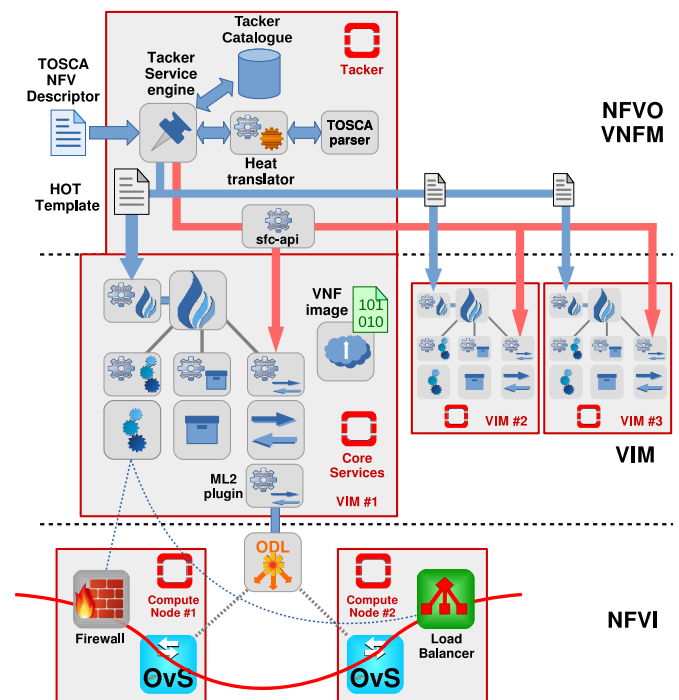 Tacker
Catalogue
Tacker
Service
engine
TOSCA
NFV
Descriptor
Tacker
TOSCA
parser
Heat
translator
NFVO
VNFM
HOT
Template
sfc-api
VNF
image
101
010
VIM #2
VIM #3
Core
Services
VIM #1
VIM
ML2
plugin
ODL
Compute
Node #1
Compute
Node #2
Firewall
Load
Balancer
NFVI
OvS
OvS